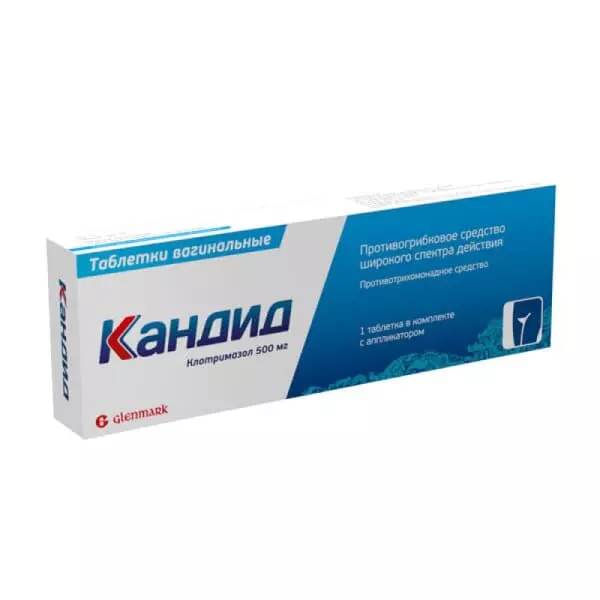 Таблетки вагинальные
Кандид
Клотримазол 500 мг
Glenmark
Противогрибковое средство
широкого спектра действия
Противотрихомонадное средство
1 таблетка в комплекте
с аппликатором
Кандид